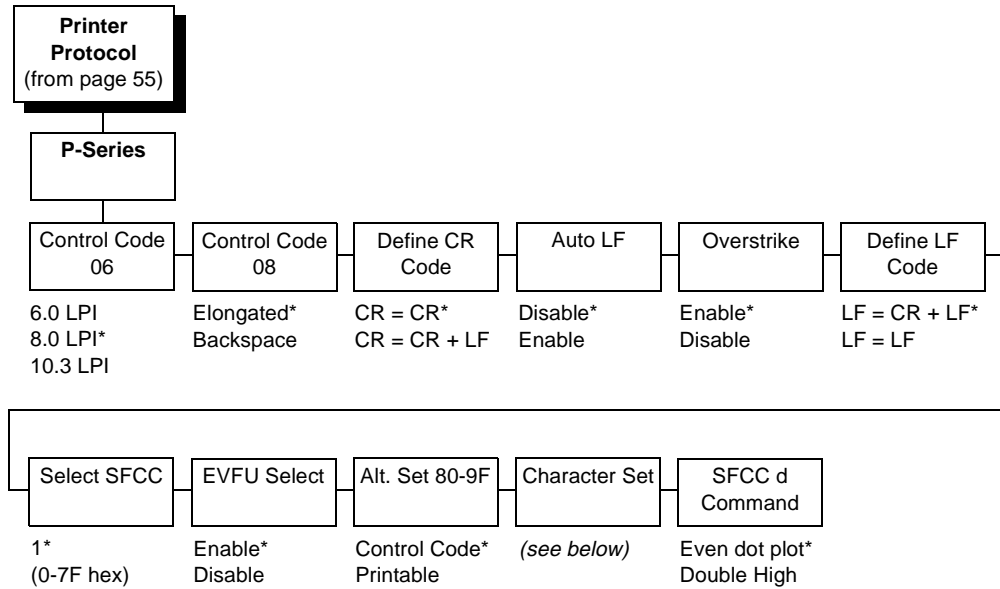 Printer
Protocol
(from page 55)
P-Series
Control Code
06
Control Code
08
Define CR
Code
Auto LF
Overstrike
Define LF
Code
6.0 LPI
8.0 LPI*
10.3 LPI
Elongated*
Backspace
CR = CR*
CR = CR + LF
Disable*
Enable
Enable*
Disable
LF = CR + LF*
LF = LF
Select SFCC
EVFU Select
Alt. Set 80-9F
Character Set
SFCC d
Command
1*
(0-7F hex)
Enable*
Disable
Control Code*
Printable
(see below)
Even dot plot*
Double High